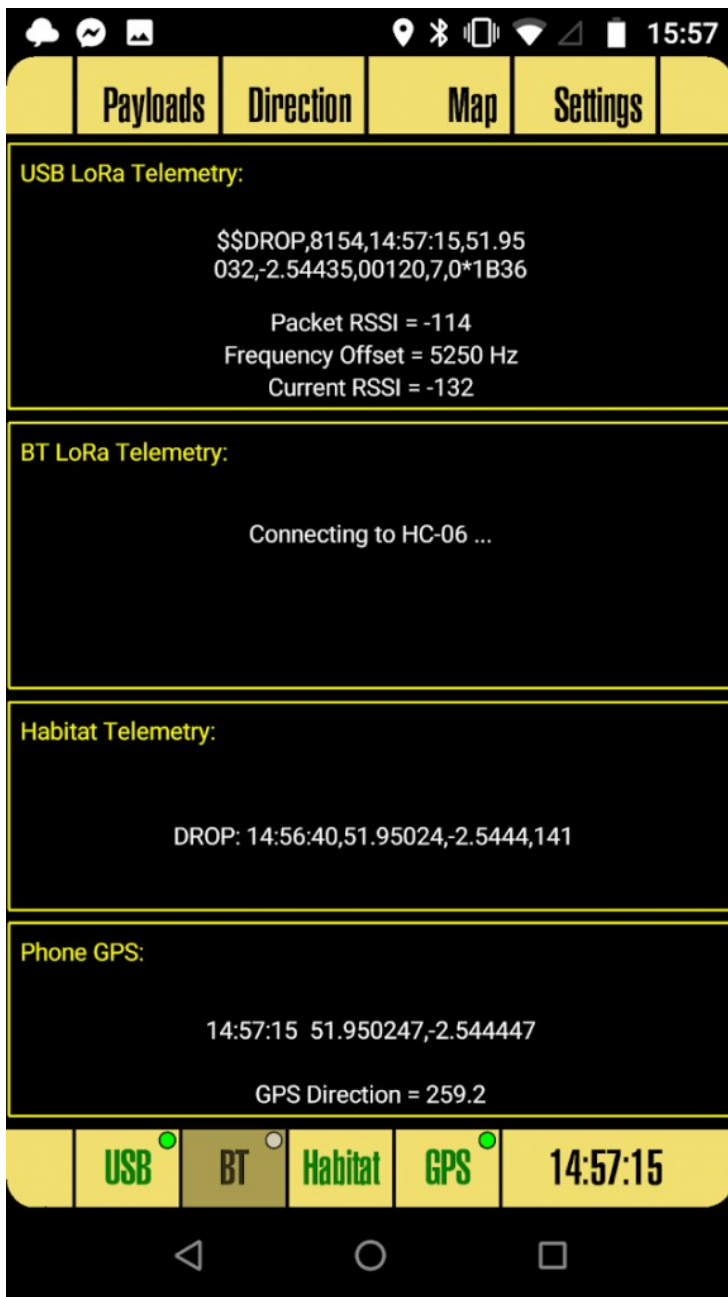 15:57
Payloads Direction Map Settings
USB LoRa Telemetry:
$$DROP,8154,14:57:15,51.95
032,-2.54435,00120,7,0*1B36
Packet RSSI = -114
Frequency Offset = 5250 Hz
Current RSSI = -132
BT LoRa Telemetry:
Connecting to HC-06 ...
Habitat Telemetry:
DROP: 14:56:40,51.95024,-2.5444,141
Phone GPS:
14:57:15 51.950247,-2.544447
GPS Direction = 259.2
USB BT Habitat GPS 14:57:15